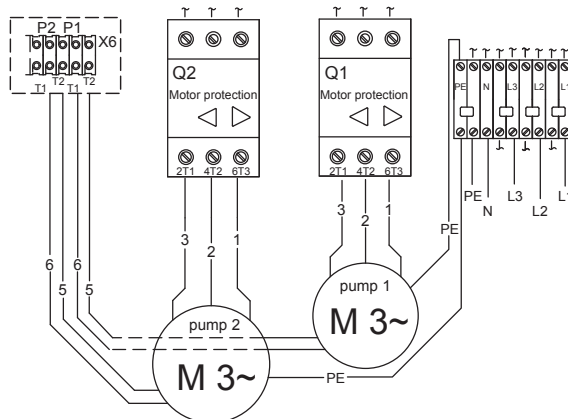 P2 P1
X6
T2 T2
T1 T1
Q2
Motor protection
2T1 4T2 6T3
Q1
Motor protection
2T1 4T2 6T3
PE N L3 L2 L1
PE
N
L3
L2
L1
3 2 1
3 2 1
PE
6 5 6 5
pump 1
M 3~
pump 2
M 3~
PE